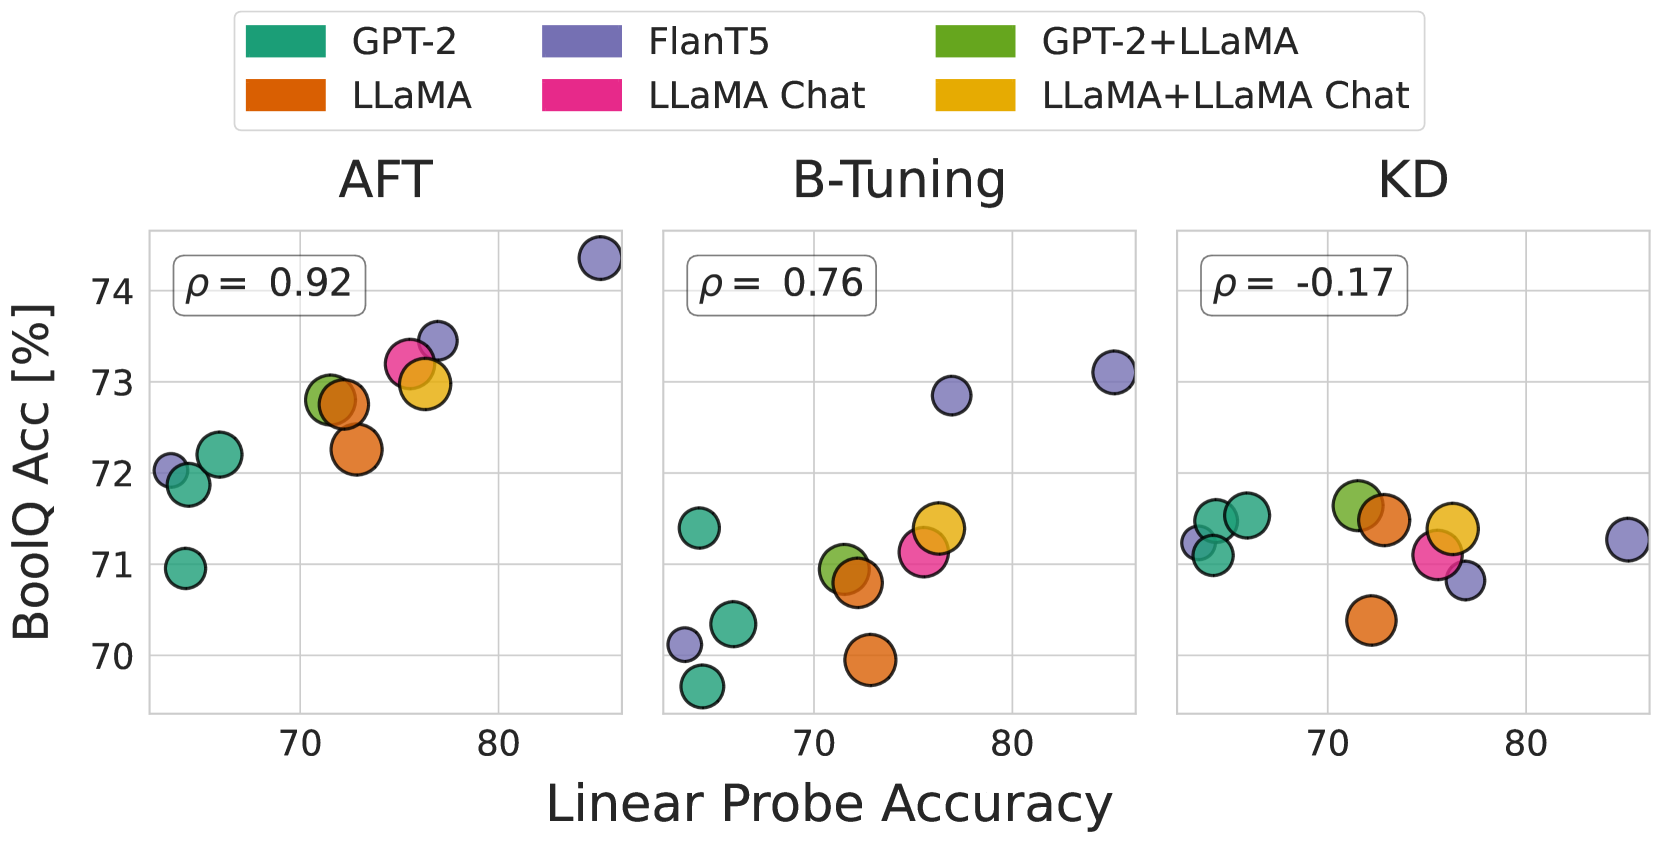 GPT-2 FlanT5 GPT-2+LLaMA
LLaMA LLaMA Chat LLaMA+LLaMA Chat
AFT B-Tuning KD
ρ = 0.92 ρ = 0.76 ρ = -0.17
74
73
72
71
70
BoolQ Acc [%]
70 80 70 80 70 80
Linear Probe Accuracy